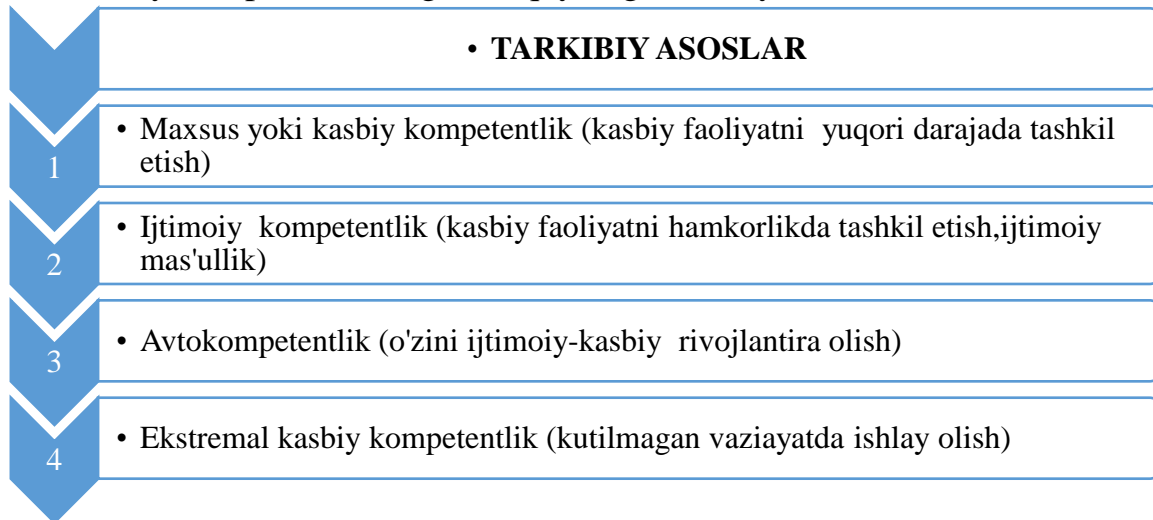 • TARKIBIY ASOSLAR
1
• Maxsus yoki kasbiy kompetentlik (kasbiy faoliyatni yuqori darajada tashkil
etish)
2
• Ijtimoiy kompetentlik (kasbiy faoliyatni hamkorlikda tashkil etish,ijtimoiy
mas'ullik)
3
• Avtokompetentlik (o'zini ijtimoiy-kasbiy rivojlantira olish)
4
• Ekstremal kasbiy kompetentlik (kutilmagan vaziayatda ishlay olish)